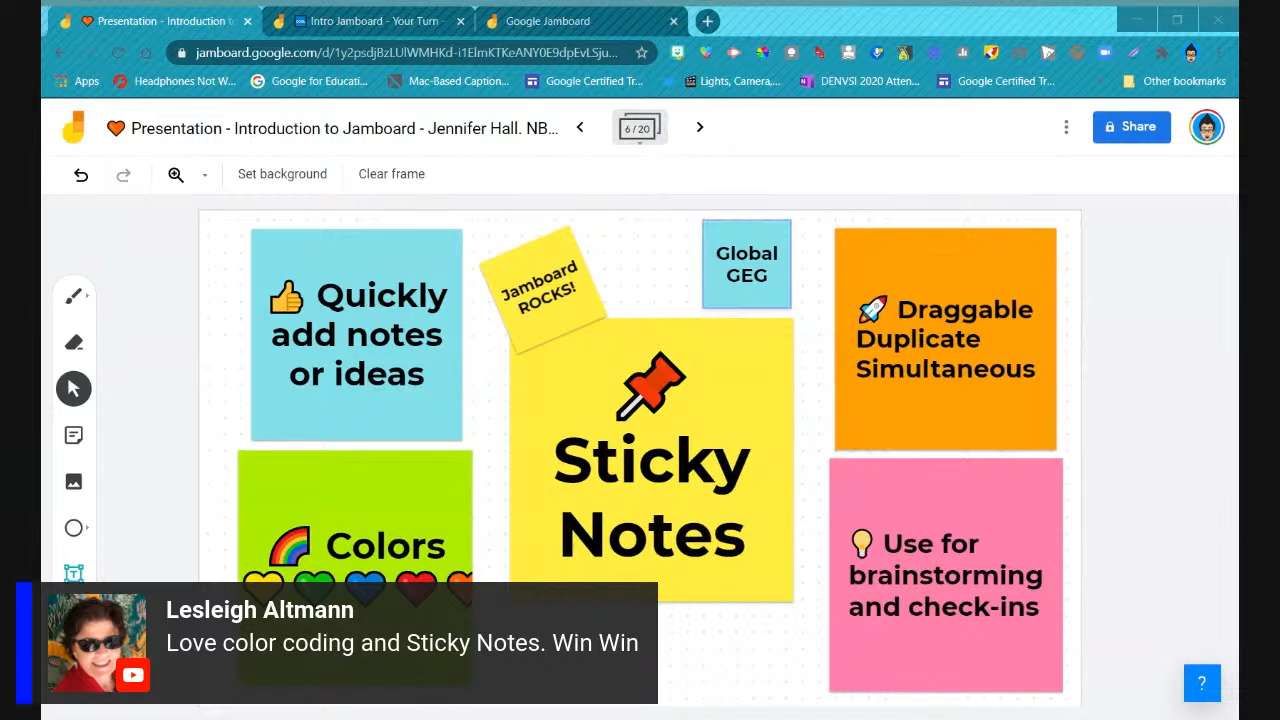 Presentation - Introduction to
Intro Jamboard - Your Turn -
Google Jamboard
jamboard.google.com/d/1y2psdjBzLUlWMHKd-i1ElmKTKeANY0E9dpEvLSju...
Apps
Headphones Not W...
Google for Educati...
Mac-Based Caption...
Google Certified Tr...
Lights, Camera,...
DENVSI 2020 Atten...
Google Certified Tr...
Other bookmarks
Presentation - Introduction to Jamboard - Jennifer Hall. NB...
6 / 20
Share
Set background
Clear frame
👍 Quickly
add notes
or ideas
Jamboard
ROCKS!
Global
GEG
🚀 Draggable
Duplicate
Simultaneous
📌
Sticky
Notes
🌈 Colors
💛💚💙❤️🧡
💡 Use for
brainstorming
and check-ins
Lesleigh Altmann
Love color coding and Sticky Notes. Win Win
?